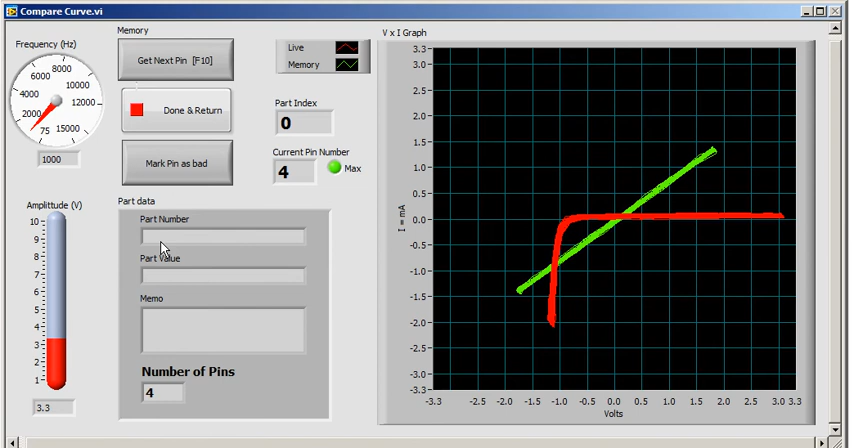 Compare Curve.vi
Frequency (Hz)
8000
6000
10000
4000
12000
2000
75
15000
1000
Memory
Get Next Pin [F10]
Done & Return
Mark Pin as bad
Live
Memory
Part Index
0
Current Pin Number
4
Max
Amplittude (V)
10
9
8
7
6
5
4
3
2
1
3.3
Part data
Part Number
Part Value
Memo
Number of Pins
4
V x I Graph
3.3
3.0
2.5
2.0
1.5
1.0
0.5
0.0
-0.5
-1.0
-1.5
-2.0
-2.5
-3.0
-3.3
I = mA
-3.3
-2.5
-2.0
-1.5
-1.0
-0.5
0.0
0.5
1.0
1.5
2.0
2.5
3.0
3.3
Volts